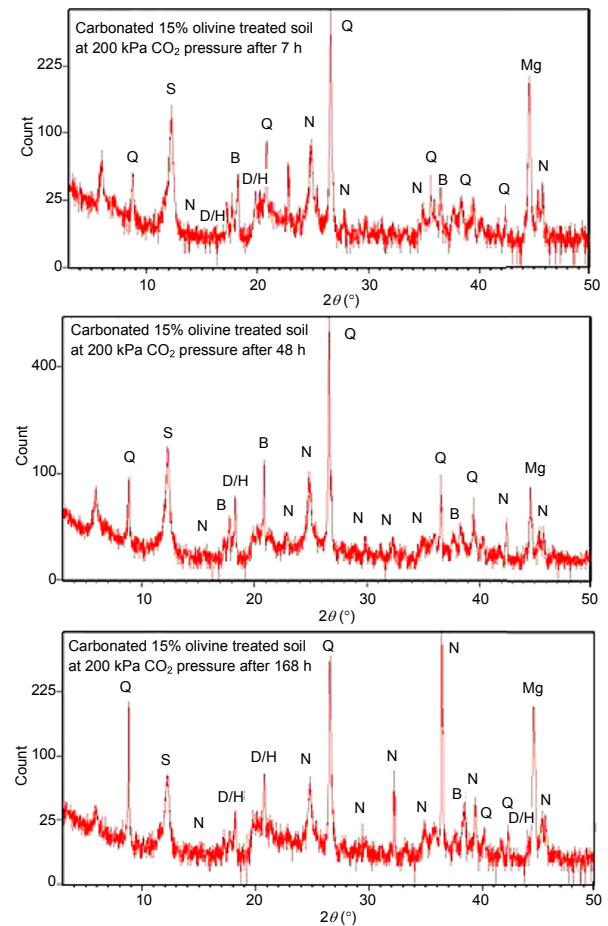 Carbonated 15% olivine treated soil
at 200 kPa CO₂ pressure after 7 h
Q
Mg
S
Q
N
Q
B
Q
N
D/H
B
Q
N
N
D/H
N
N
Q
225
100
25
0
Count
10
20
30
40
50
2θ (°)
Carbonated 15% olivine treated soil
at 200 kPa CO₂ pressure after 48 h
Q
S
B
N
Q
Q
D/H
Q
Mg
N
B
N
N
N
N
N
B
N
400
100
0
Count
10
20
30
40
50
2θ (°)
Carbonated 15% olivine treated soil
at 200 kPa CO₂ pressure after 168 h
Q
N
Q
Mg
S
D/H
N
N
D/H
B
Q
Q
N
N
N
N
N
D/H
225
100
25
0
Count
10
20
30
40
50
2θ (°)